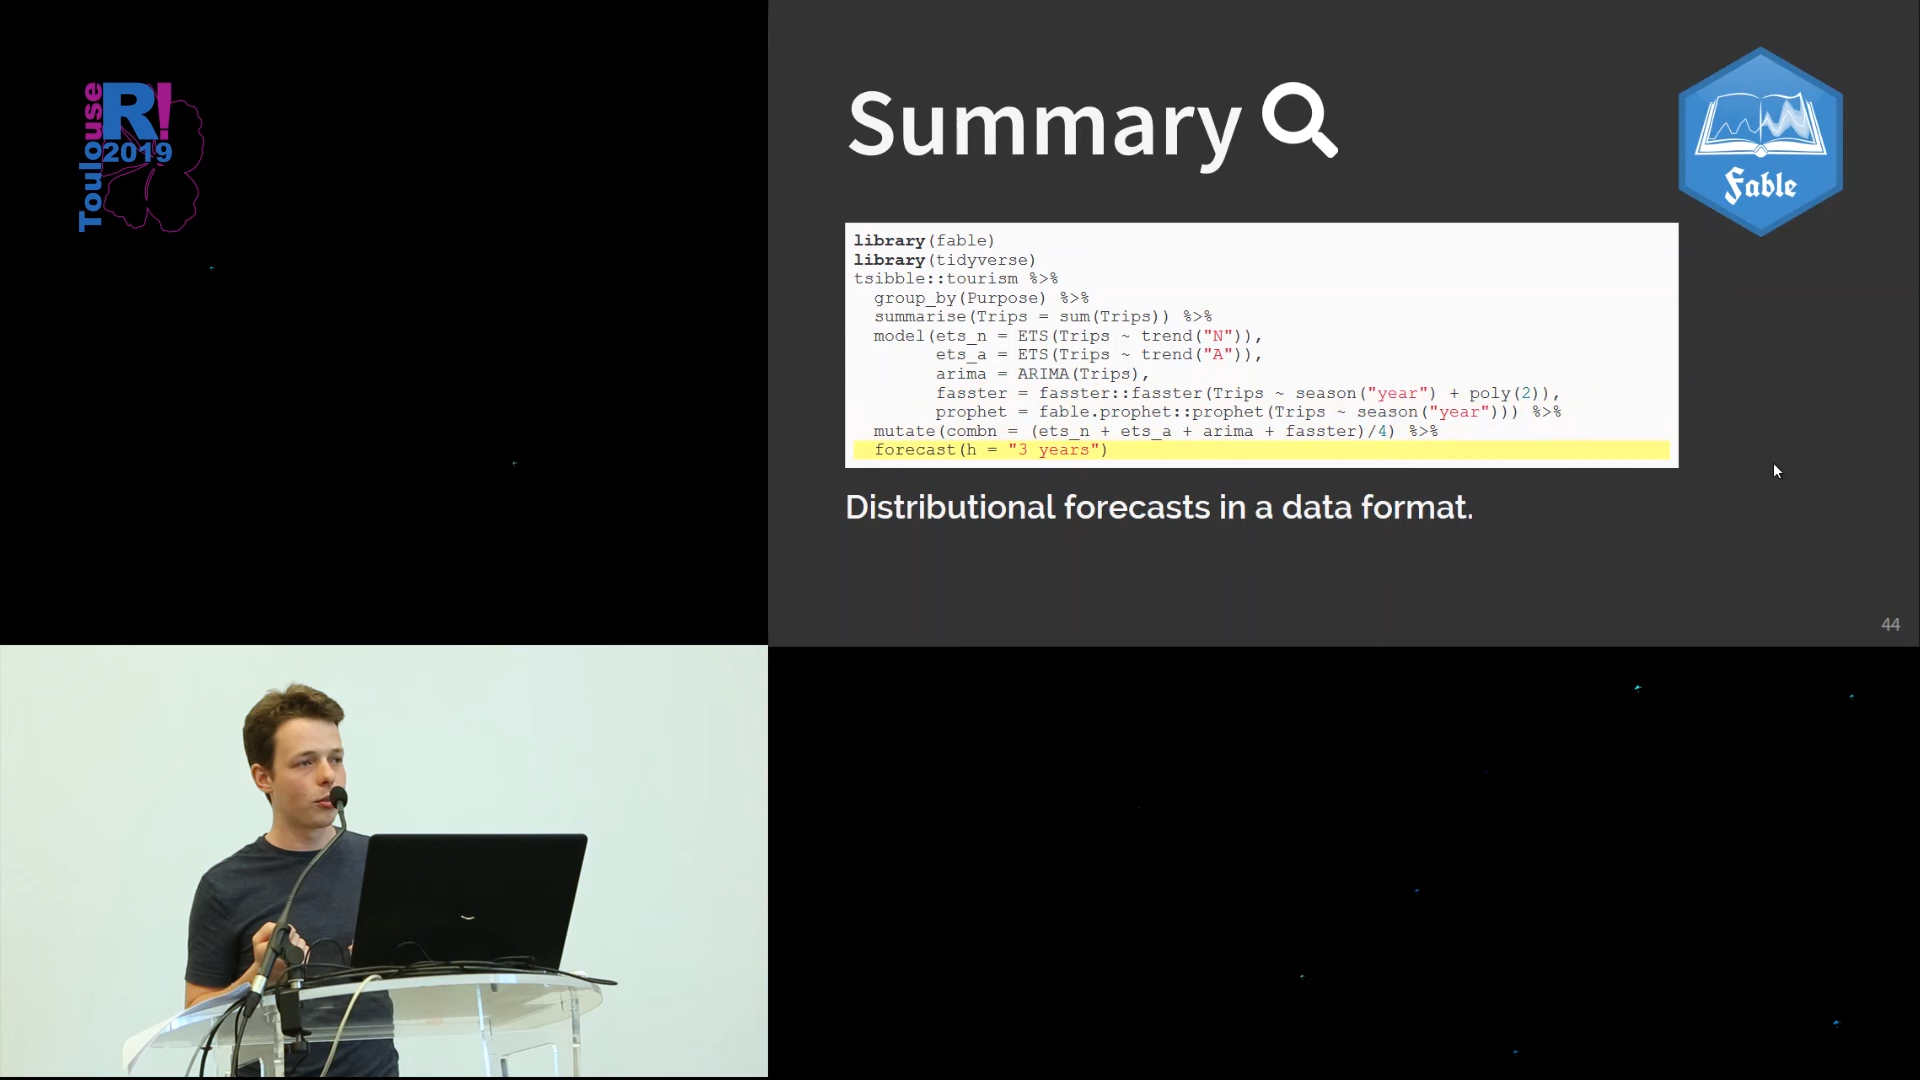 Toulouse
R!
2019
Summary
Fable
library(fable)
library(tidyverse)
tsibble::tourism %>%
  group_by(Purpose) %>%
  summarise(Trips = sum(Trips)) %>%
  model(ets_n = ETS(Trips ~ trend("N")),
        ets_a = ETS(Trips ~ trend("A")),
        arima = ARIMA(Trips),
        fasster = fasster::fasster(Trips ~ season("year") + poly(2)),
        prophet = fable.prophet::prophet(Trips ~ season("year"))) %>%
  mutate(combn = (ets_n + ets_a + arima + fasster)/4) %>%
  forecast(h = "3 years")
Distributional forecasts in a data format.
44